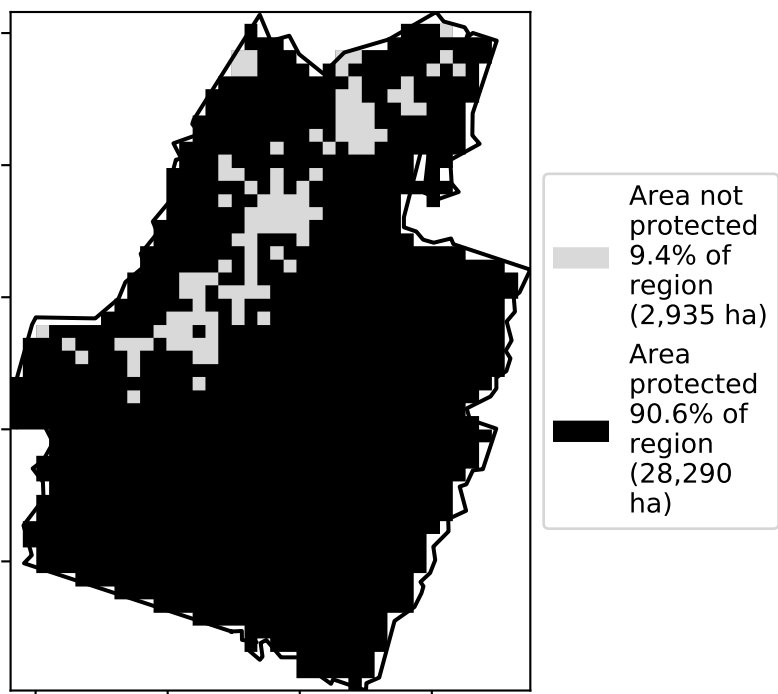 Area not
protected
9.4% of
region
(2,935 ha)
Area
protected
90.6% of
region
(28,290
ha)